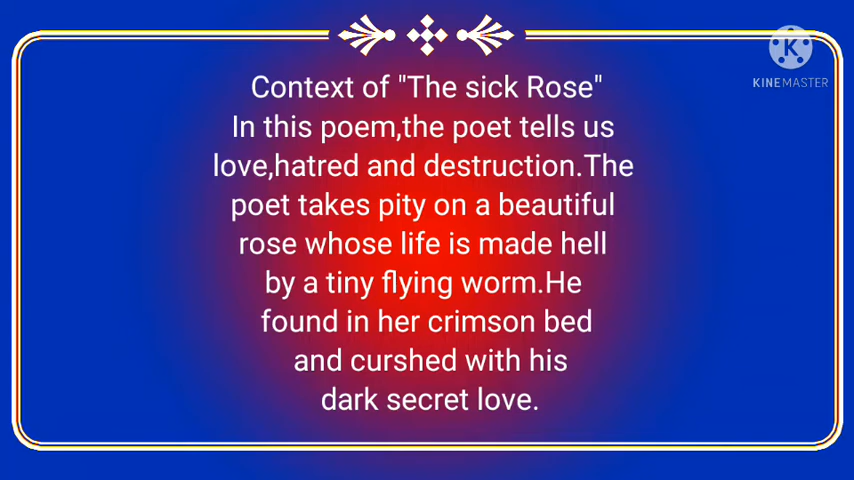 Context of "The sick Rose"
In this poem,the poet tells us
love,hatred and destruction.The
poet takes pity on a beautiful
rose whose life is made hell
by a tiny flying worm.He
found in her crimson bed
and curshed with his
dark secret love.
K
KINEMASTER